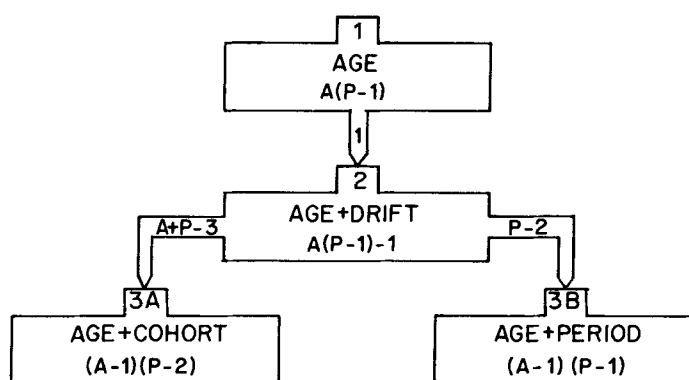 1
AGE
A(P-1)
1
2
AGE+DRIFT
A(P-1)-1
A+P-3
P-2
3A
AGE+COHORT
(A-1)(P-2)
3B
AGE+PERIOD
(A-1)(P-1)